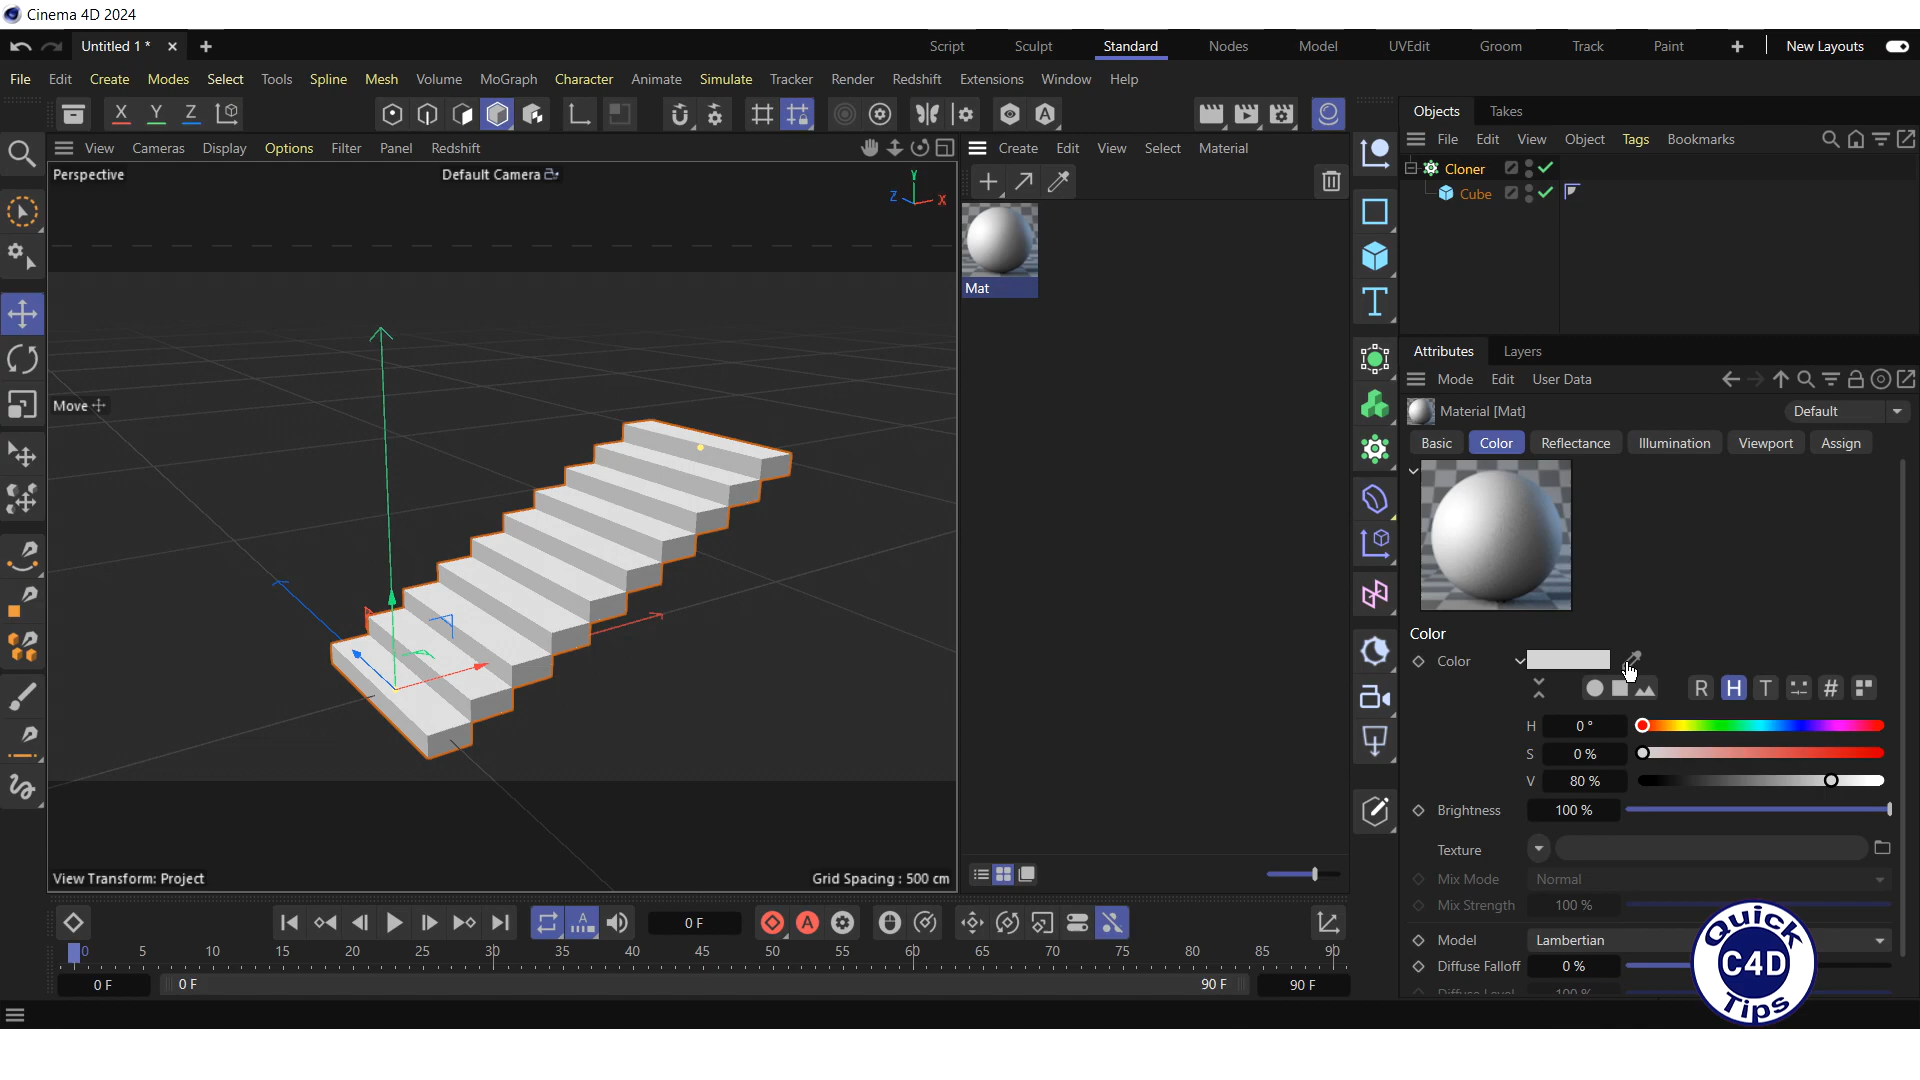 Cinema 4D 2024
Untitled 1 *
Script
Sculpt
Standard
Nodes
Model
UVEdit
Groom
Track
Paint
New Layouts
File Edit Create Modes Select Tools Spline Mesh Volume MoGraph Character Animate Simulate Tracker Render Redshift Extensions Window Help
X Y Z
Objects Takes
View Cameras Display Options Filter Panel Redshift
Create Edit View Select Material
File Edit View Object Tags Bookmarks
Perspective
Default Camera
Y
Z X
Cloner
Cube
Mat
Attributes Layers
Mode Edit User Data
Move
Material [Mat]
Default
Basic Color Reflectance Illumination Viewport Assign
Color
Color
R H T #
H 0 °
S 0 %
V 80 %
Brightness 100 %
Texture
Mix Mode Normal
Mix Strength 100 %
Model Lambertian
Diffuse Falloff 0 %
Diffuse Level 100 %
View Transform: Project
Grid Spacing : 500 cm
0 F
A
0 5 10 15 20 25 30 35 40 45 50 55 60 65 70 75 80 85 90
0 F
0 F
90 F
90 F
Quick
C4D
Tips